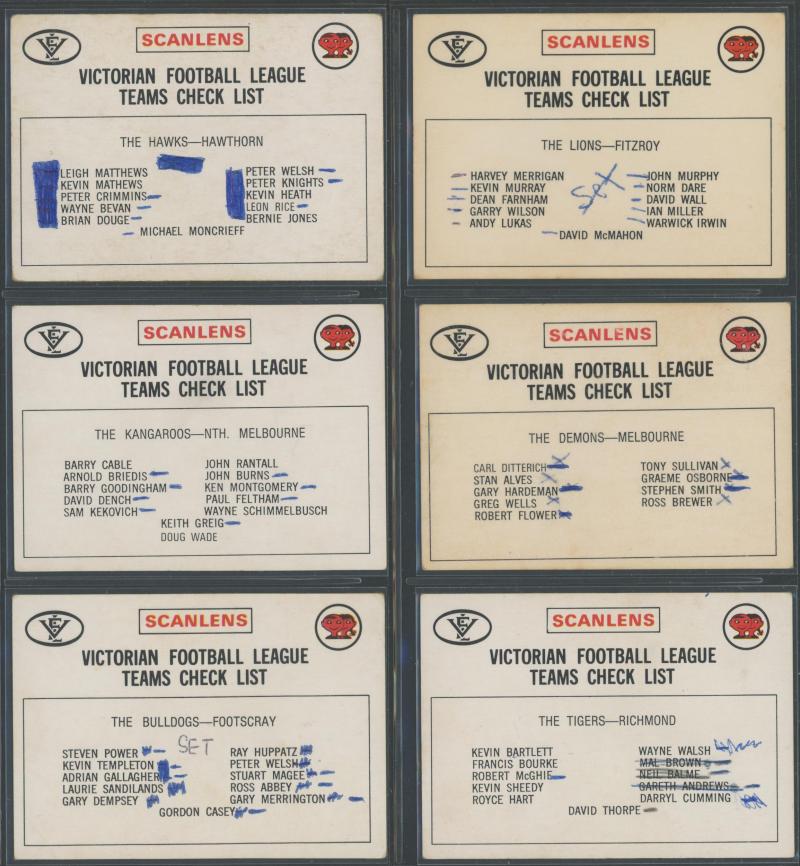 SCANLENS
VICTORIAN FOOTBALL LEAGUE
TEAMS CHECK LIST
THE HAWKS—HAWTHORN
LEIGH MATTHEWS
KEVIN MATHEWS
PETER CRIMMINS
WAYNE BEVAN
BRIAN DOUGE
PETER WELSH
PETER KNIGHTS
KEVIN HEATH
LEON RICE
BERNIE JONES
MICHAEL MONCRIEFF
SCANLENS
VICTORIAN FOOTBALL LEAGUE
TEAMS CHECK LIST
THE LIONS—FITZROY
HARVEY MERRIGAN
KEVIN MURRAY
DEAN FARNHAM
GARRY WILSON
ANDY LUKAS
Set
JOHN MURPHY
NORM DARE
DAVID WALL
IAN MILLER
WARWICK IRWIN
DAVID McMAHON
SCANLENS
VICTORIAN FOOTBALL LEAGUE
TEAMS CHECK LIST
THE KANGAROOS—NTH. MELBOURNE
BARRY CABLE
ARNOLD BRIEDIS
BARRY GOODINGHAM
DAVID DENCH
SAM KEKOVICH
JOHN RANTALL
JOHN BURNS
KEN MONTGOMERY
PAUL FELTHAM
WAYNE SCHIMMELBUSCH
KEITH GREIG
DOUG WADE
SCANLENS
VICTORIAN FOOTBALL LEAGUE
TEAMS CHECK LIST
THE DEMONS—MELBOURNE
CARL DITTERICH
STAN ALVES
GARY HARDEMAN
GREG WELLS
ROBERT FLOWER
TONY SULLIVAN
GRAEME OSBORNE
STEPHEN SMITH
ROSS BREWER
SCANLENS
VICTORIAN FOOTBALL LEAGUE
TEAMS CHECK LIST
THE BULLDOGS—FOOTSCRAY
STEVEN POWER
KEVIN TEMPLETON
ADRIAN GALLAGHER
LAURIE SANDILANDS
GARY DEMPSEY
SET
RAY HUPPATZ
PETER WELSH
STUART MAGEE
ROSS ABBEY
GARY MERRINGTON
GORDON CASEY
SCANLENS
VICTORIAN FOOTBALL LEAGUE
TEAMS CHECK LIST
THE TIGERS—RICHMOND
KEVIN BARTLETT
FRANCIS BOURKE
ROBERT McGHIE
KEVIN SHEEDY
ROYCE HART
WAYNE WALSH
MAL BROWN
NEIL BALME
GARETH ANDREWS
DARRYL CUMMING
DAVID THORPE